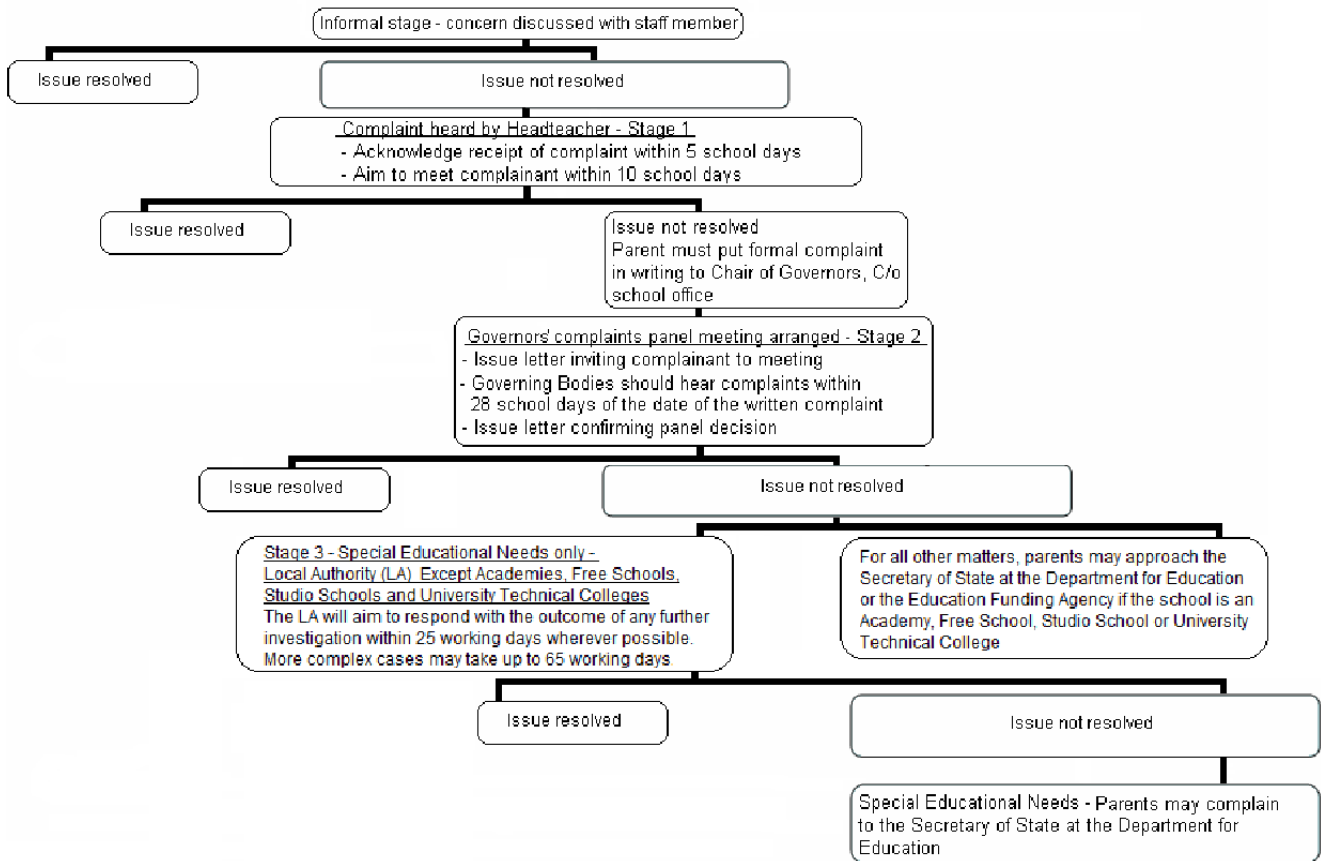 Informal stage - concern discussed with staff member
Issue resolved
Issue not resolved
Complaint heard by Headteacher - Stage 1
- Acknowledge receipt of complaint within 5 school days
- Aim to meet complainant within 10 school days
Issue resolved
Issue not resolved
Parent must put formal complaint
in writing to Chair of Governors, C/o
school office
Governors' complaints panel meeting arranged - Stage 2
- Issue letter inviting complainant to meeting
- Governing Bodies should hear complaints within
28 school days of the date of the written complaint
- Issue letter confirming panel decision
Issue resolved
Issue not resolved
Stage 3 - Special Educational Needs only -
Local Authority (LA) Except Academies, Free Schools,
Studio Schools and University Technical Colleges
The LA will aim to respond with the outcome of any further
investigation within 25 working days wherever possible.
More complex cases may take up to 65 working days.
For all other matters, parents may approach the
Secretary of State at the Department for Education
or the Education Funding Agency if the school is an
Academy, Free School, Studio School or University
Technical College
Issue resolved
Issue not resolved
Special Educational Needs - Parents may complain
to the Secretary of State at the Department for
Education